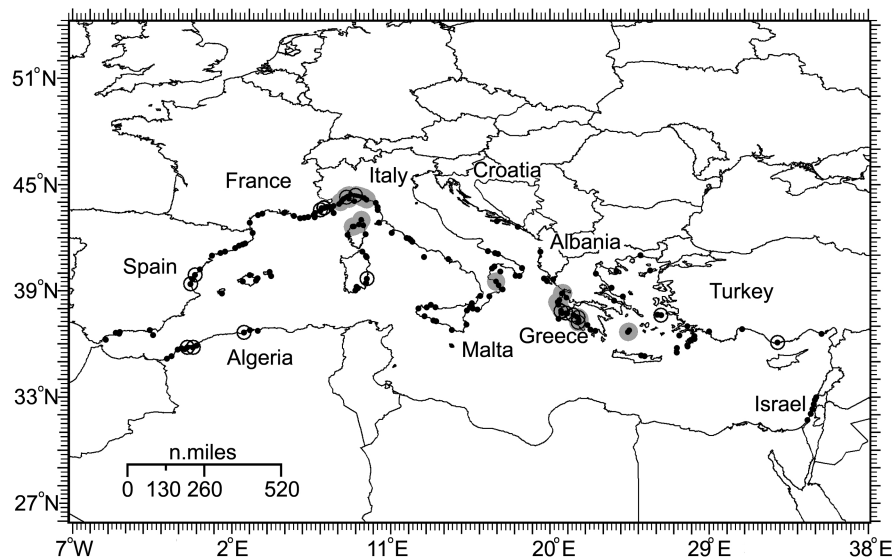 51°N
45°N
39°N
33°N
27°N
France
Italy
Croatia
Albania
Spain
Turkey
Greece
Algeria
Malta
Israel
n.miles
0 130 260 520
7°W 2°E 11°E 20°E 29°E 38°E